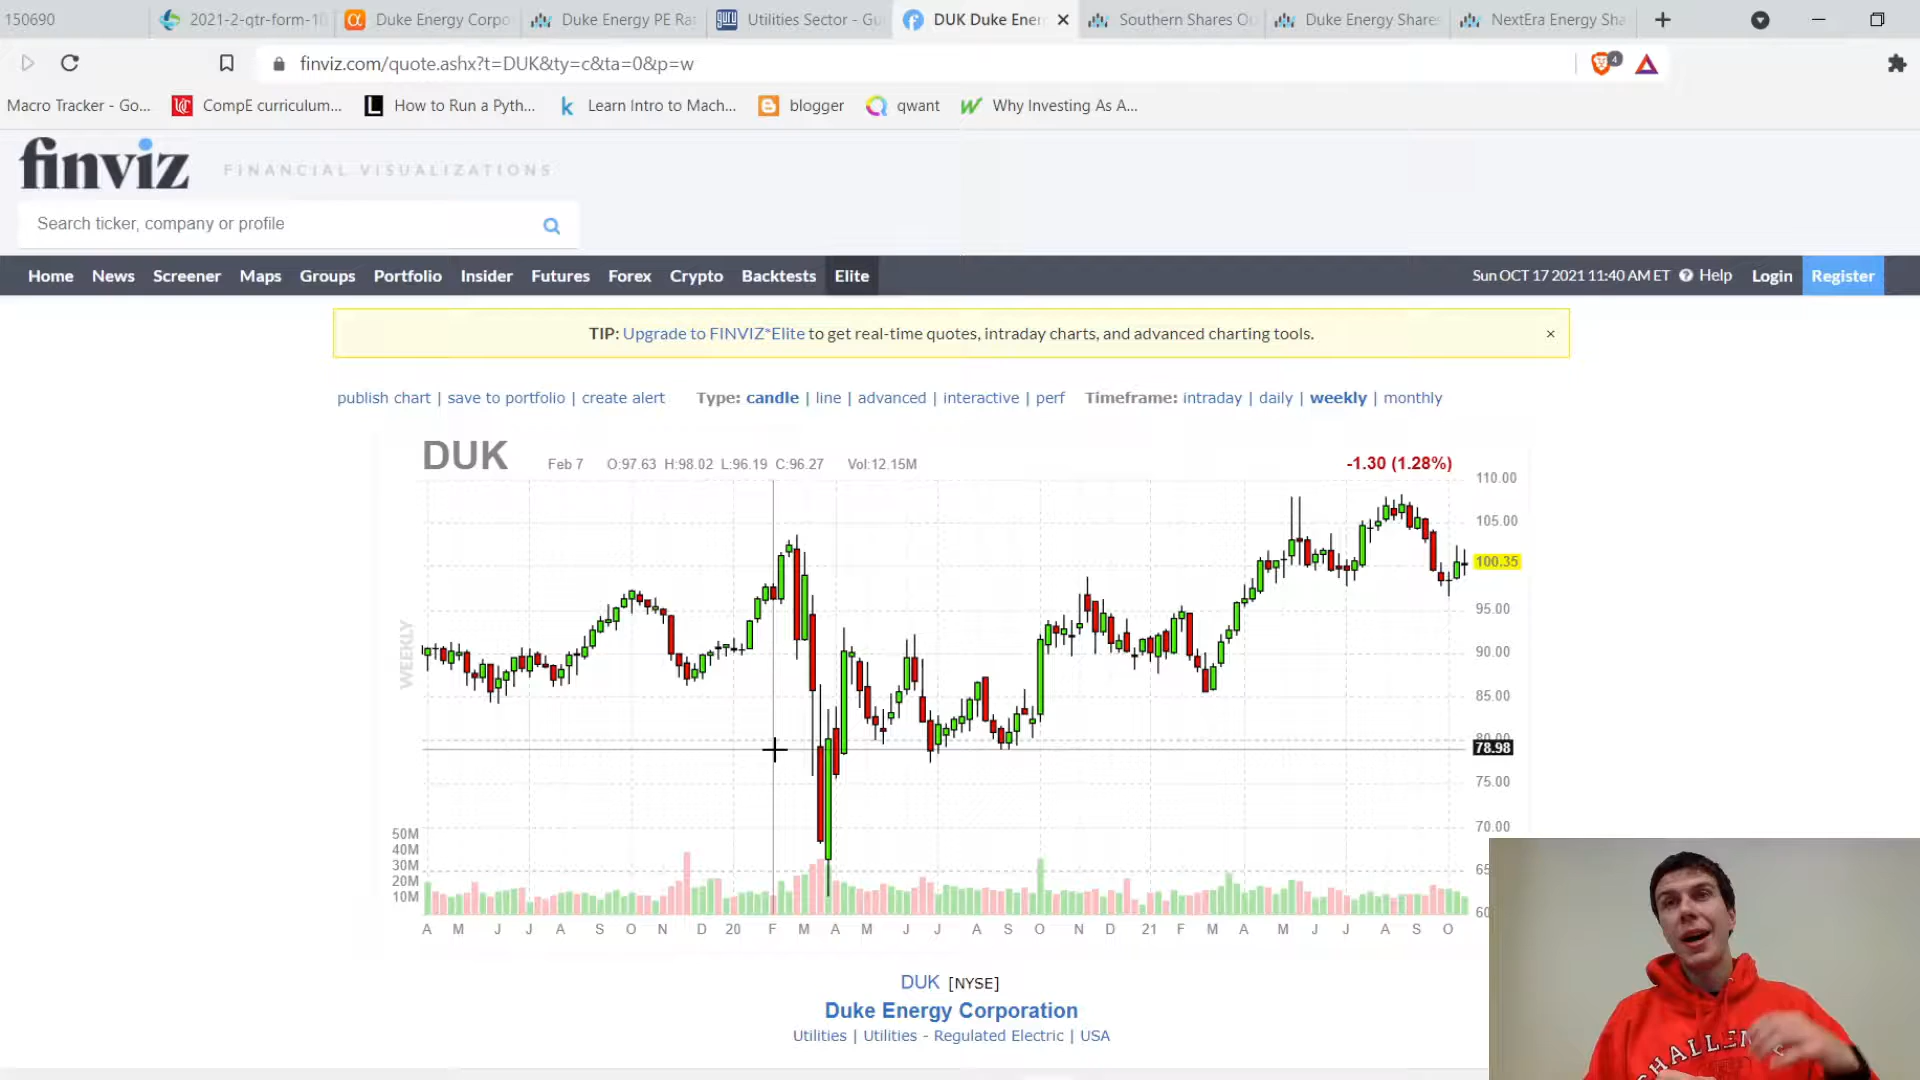 150690
2021-2-qtr-form-10
Duke Energy Corpo
Duke Energy PE Ra
guru
Utilities Sector - Gu
DUK Duke Ener
Southern Shares Ou
Duke Energy Shares
NextEra Energy Sha
finviz.com/quote.ashx?t=DUK&ty=c&ta=0&p=w
4
Macro Tracker - Go...
CompE curriculum...
How to Run a Pyth...
Learn Intro to Mach...
blogger
qwant
Why Investing As A...
finviz
FINANCIAL VISUALIZATIONS
Search ticker, company or profile
Home News Screener Maps Groups Portfolio Insider Futures Forex Crypto Backtests Elite
Sun OCT 17 2021 11:40 AM ET Help Login Register
TIP: Upgrade to FINVIZ*Elite to get real-time quotes, intraday charts, and advanced charting tools. ×
publish chart | save to portfolio | create alert
Type: candle | line | advanced | interactive | perf
Timeframe: intraday | daily | weekly | monthly
DUK
Feb 7 O:97.63 H:98.02 L:96.19 C:96.27 Vol:12.15M
-1.30 (1.28%)
110.00
105.00
100.35
95.00
90.00
85.00
80.00
78.98
75.00
70.00
65
60
WEEKLY
50M
40M
30M
20M
10M
A M J J A S O N D 20 F M A M J J A S O N D 21 F M A M J J A S O
DUK [NYSE]
Duke Energy Corporation
Utilities | Utilities - Regulated Electric | USA